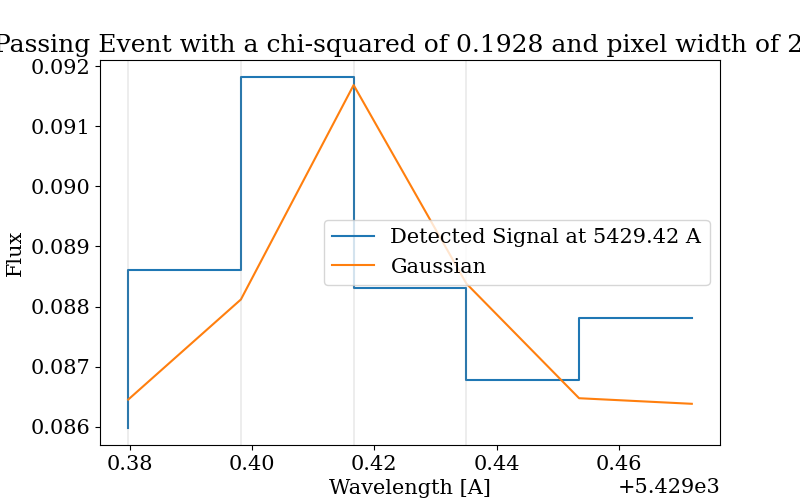 Passing Event with a chi-squared of 0.1928 and pixel width of 2
0.092
0.091
0.090
0.089
0.088
0.087
0.086
Flux
Detected Signal at 5429.42 A
Gaussian
0.38 0.40 0.42 0.44 0.46
+5.429e3
Wavelength [A]